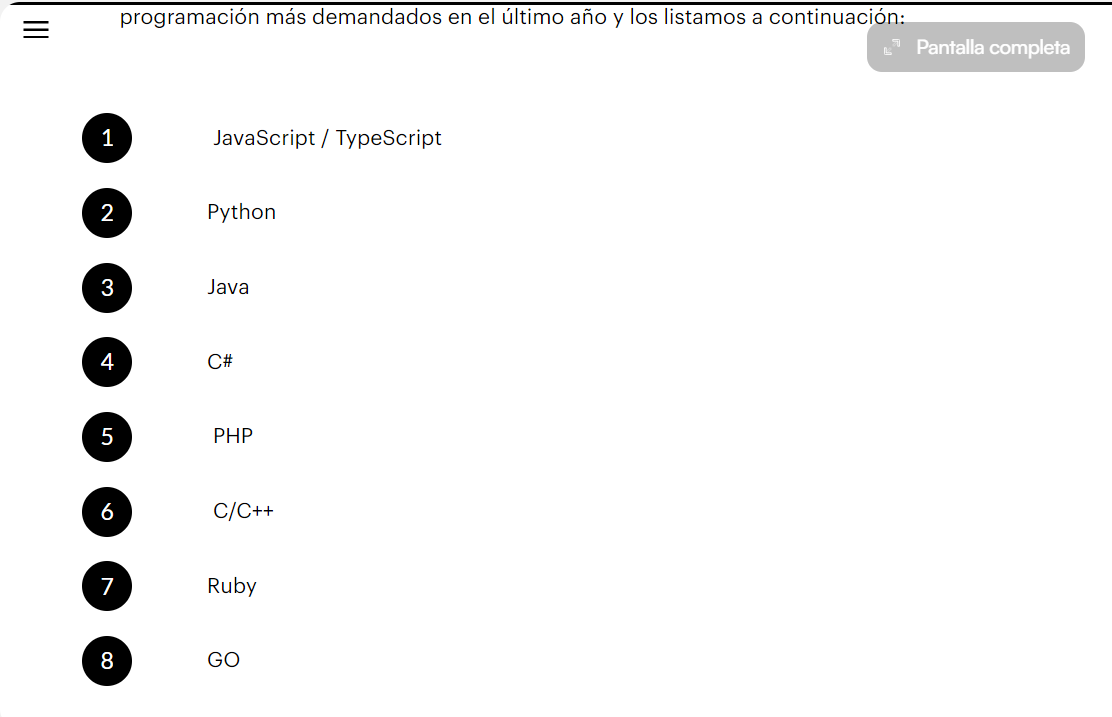 programación más demandados en el último año y los listamos a continuación:
Pantalla completa
1 JavaScript / TypeScript
2 Python
3 Java
4 C#
5 PHP
6 C/C++
7 Ruby
8 GO